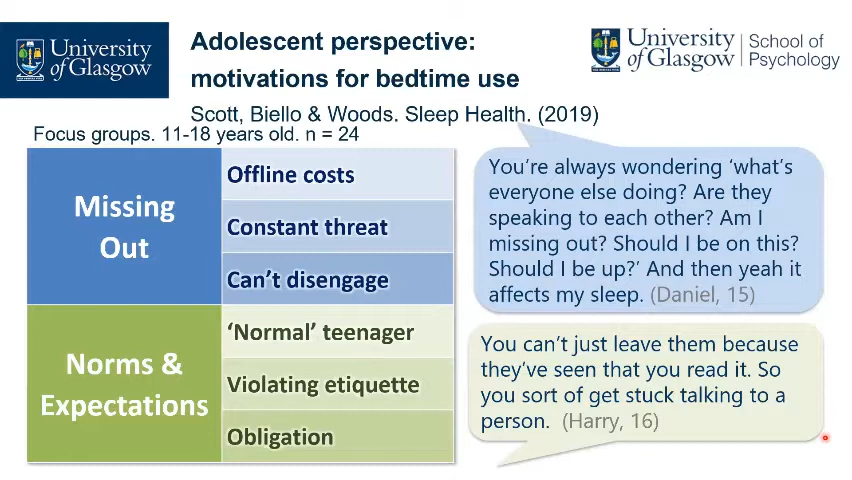 University
of Glasgow
Adolescent perspective:
motivations for bedtime use
Scott, Biello & Woods. Sleep Health. (2019)
University
of Glasgow
School of
Psychology
Focus groups. 11-18 years old. n = 24
Missing
Out
Offline costs
Constant threat
Can’t disengage
Norms &
Expectations
‘Normal’ teenager
Violating etiquette
Obligation
You’re always wondering ‘what’s
everyone else doing? Are they
speaking to each other? Am I
missing out? Should I be on this?
Should I be up?’ And then yeah it
affects my sleep. (Daniel, 15)
You can’t just leave them because
they’ve seen that you read it. So
you sort of get stuck talking to a
person. (Harry, 16)